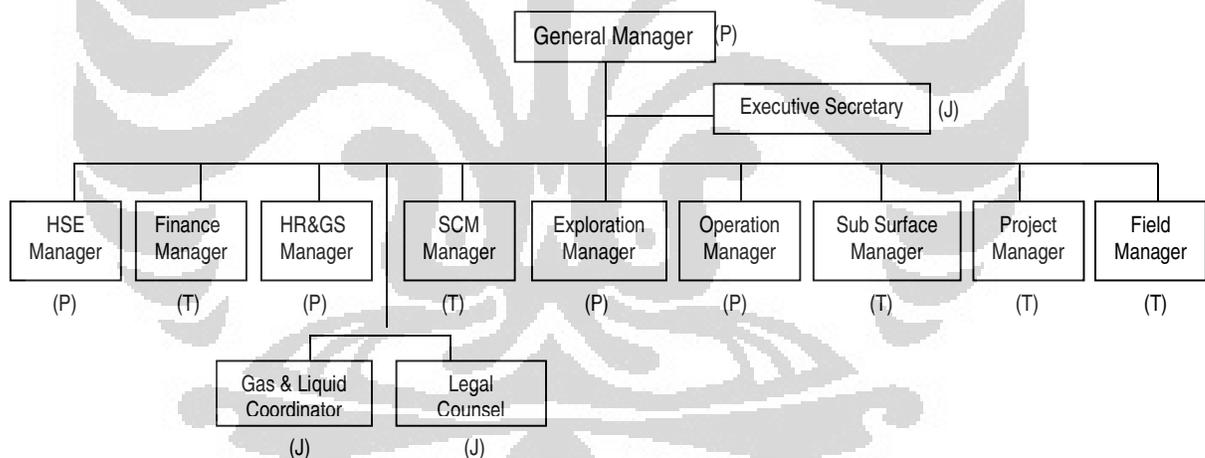 General Manager (P)
Executive Secretary (J)
HSE
Manager
(P)
Finance
Manager
(T)
HR&GS
Manager
(P)
SCM
Manager
(T)
Exploration
Manager
(P)
Operation
Manager
(P)
Sub Surface
Manager
(T)
Project
Manager
(T)
Field
Manager
(T)
Gas & Liquid
Coordinator
(J)
Legal
Counsel
(J)